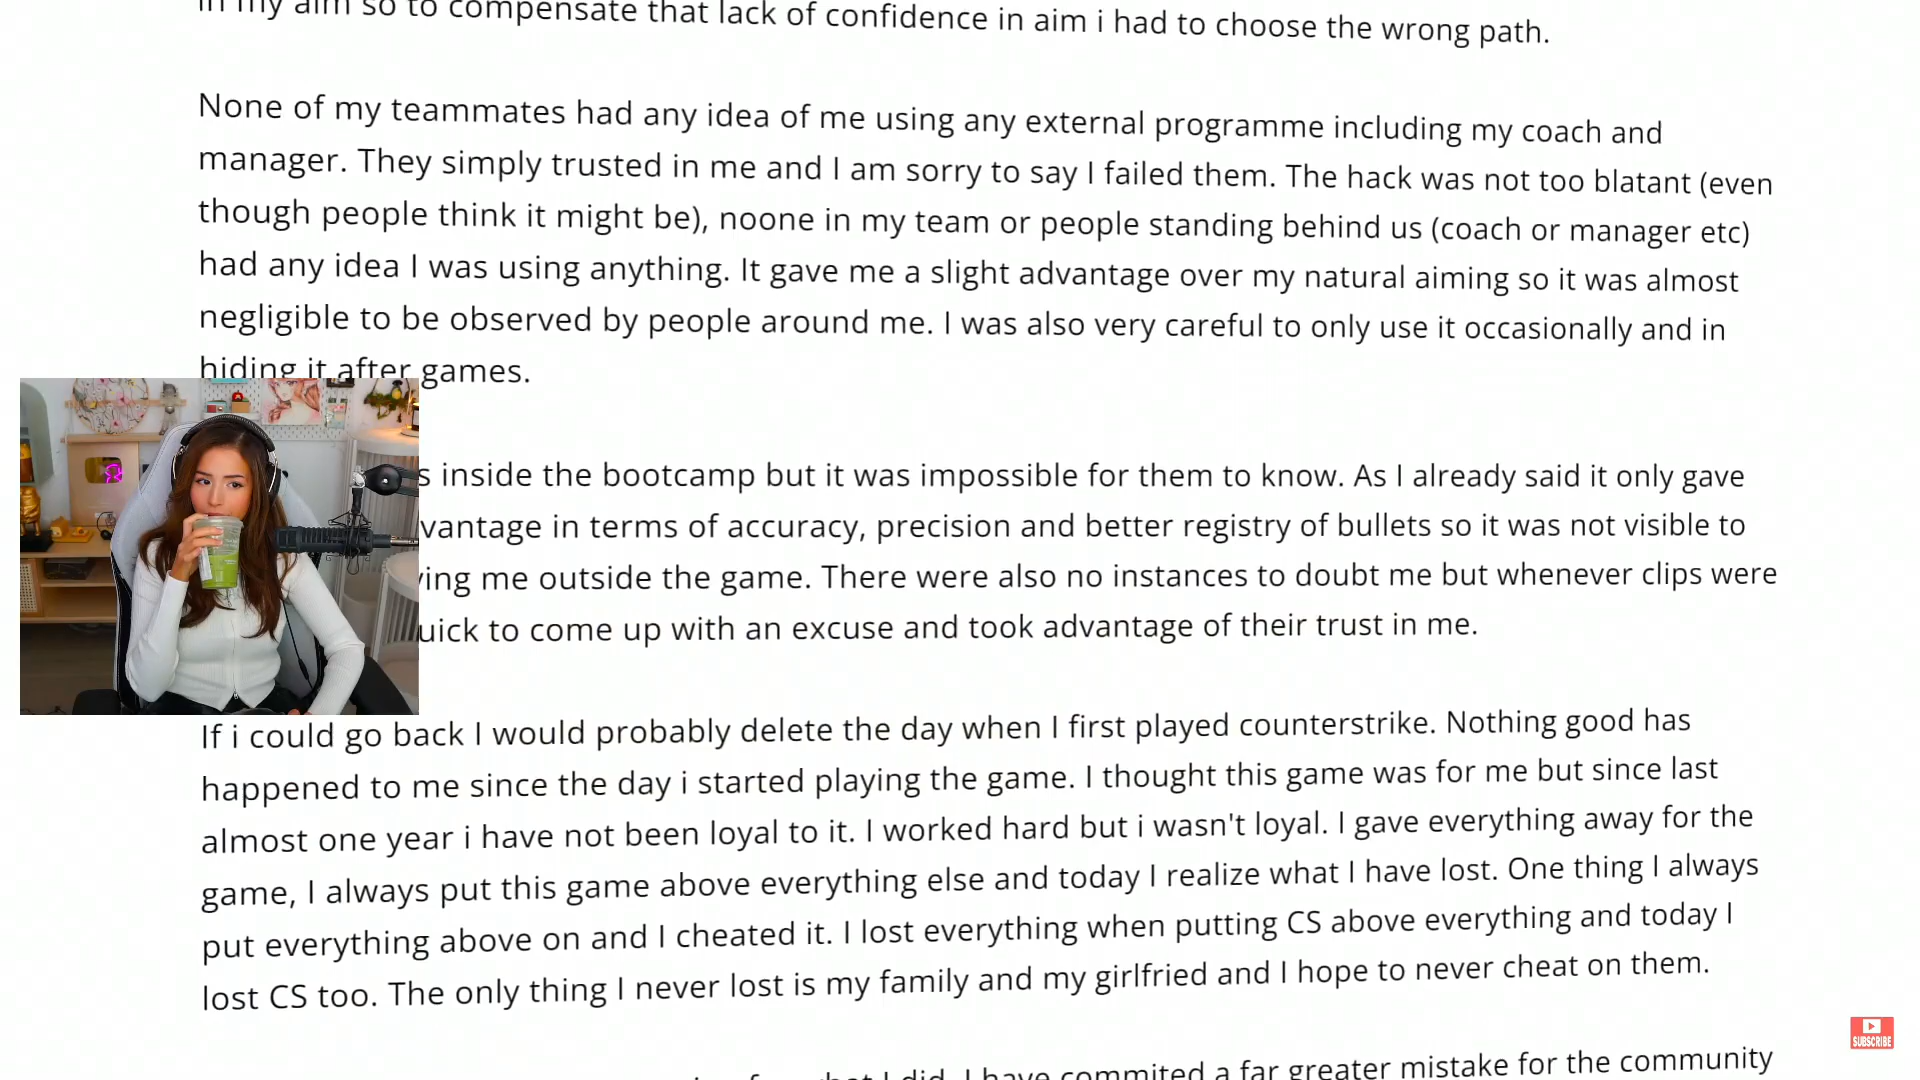 in my aim so to compensate that lack of confidence in aim i had to choose the wrong path.
None of my teammates had any idea of me using any external programme including my coach and
manager. They simply trusted in me and I am sorry to say I failed them. The hack was not too blatant (even
though people think it might be), noone in my team or people standing behind us (coach or manager etc)
had any idea I was using anything. It gave me a slight advantage over my natural aiming so it was almost
negligible to be observed by people around me. I was also very careful to only use it occasionally and in
hiding it after games.
inside the bootcamp but it was impossible for them to know. As I already said it only gave
in terms of accuracy, precision and better registry of bullets so it was not visible to
me outside the game. There were also no instances to doubt me but whenever clips were
to come up with an excuse and took advantage of their trust in me.
If i could go back I would probably delete the day when I first played counterstrike. Nothing good has
happened to me since the day i started playing the game. I thought this game was for me but since last
almost one year i have not been loyal to it. I worked hard but i wasn't loyal. I gave everything away for the
game, I always put this game above everything else and today I realize what I have lost. One thing I always
put everything above on and I cheated it. I lost everything when putting CS above everything and today I
lost CS too. The only thing I never lost is my family and my girlfried and I hope to never cheat on them.
I did. I have commited a far greater mistake for the community
SUBSCRIBE